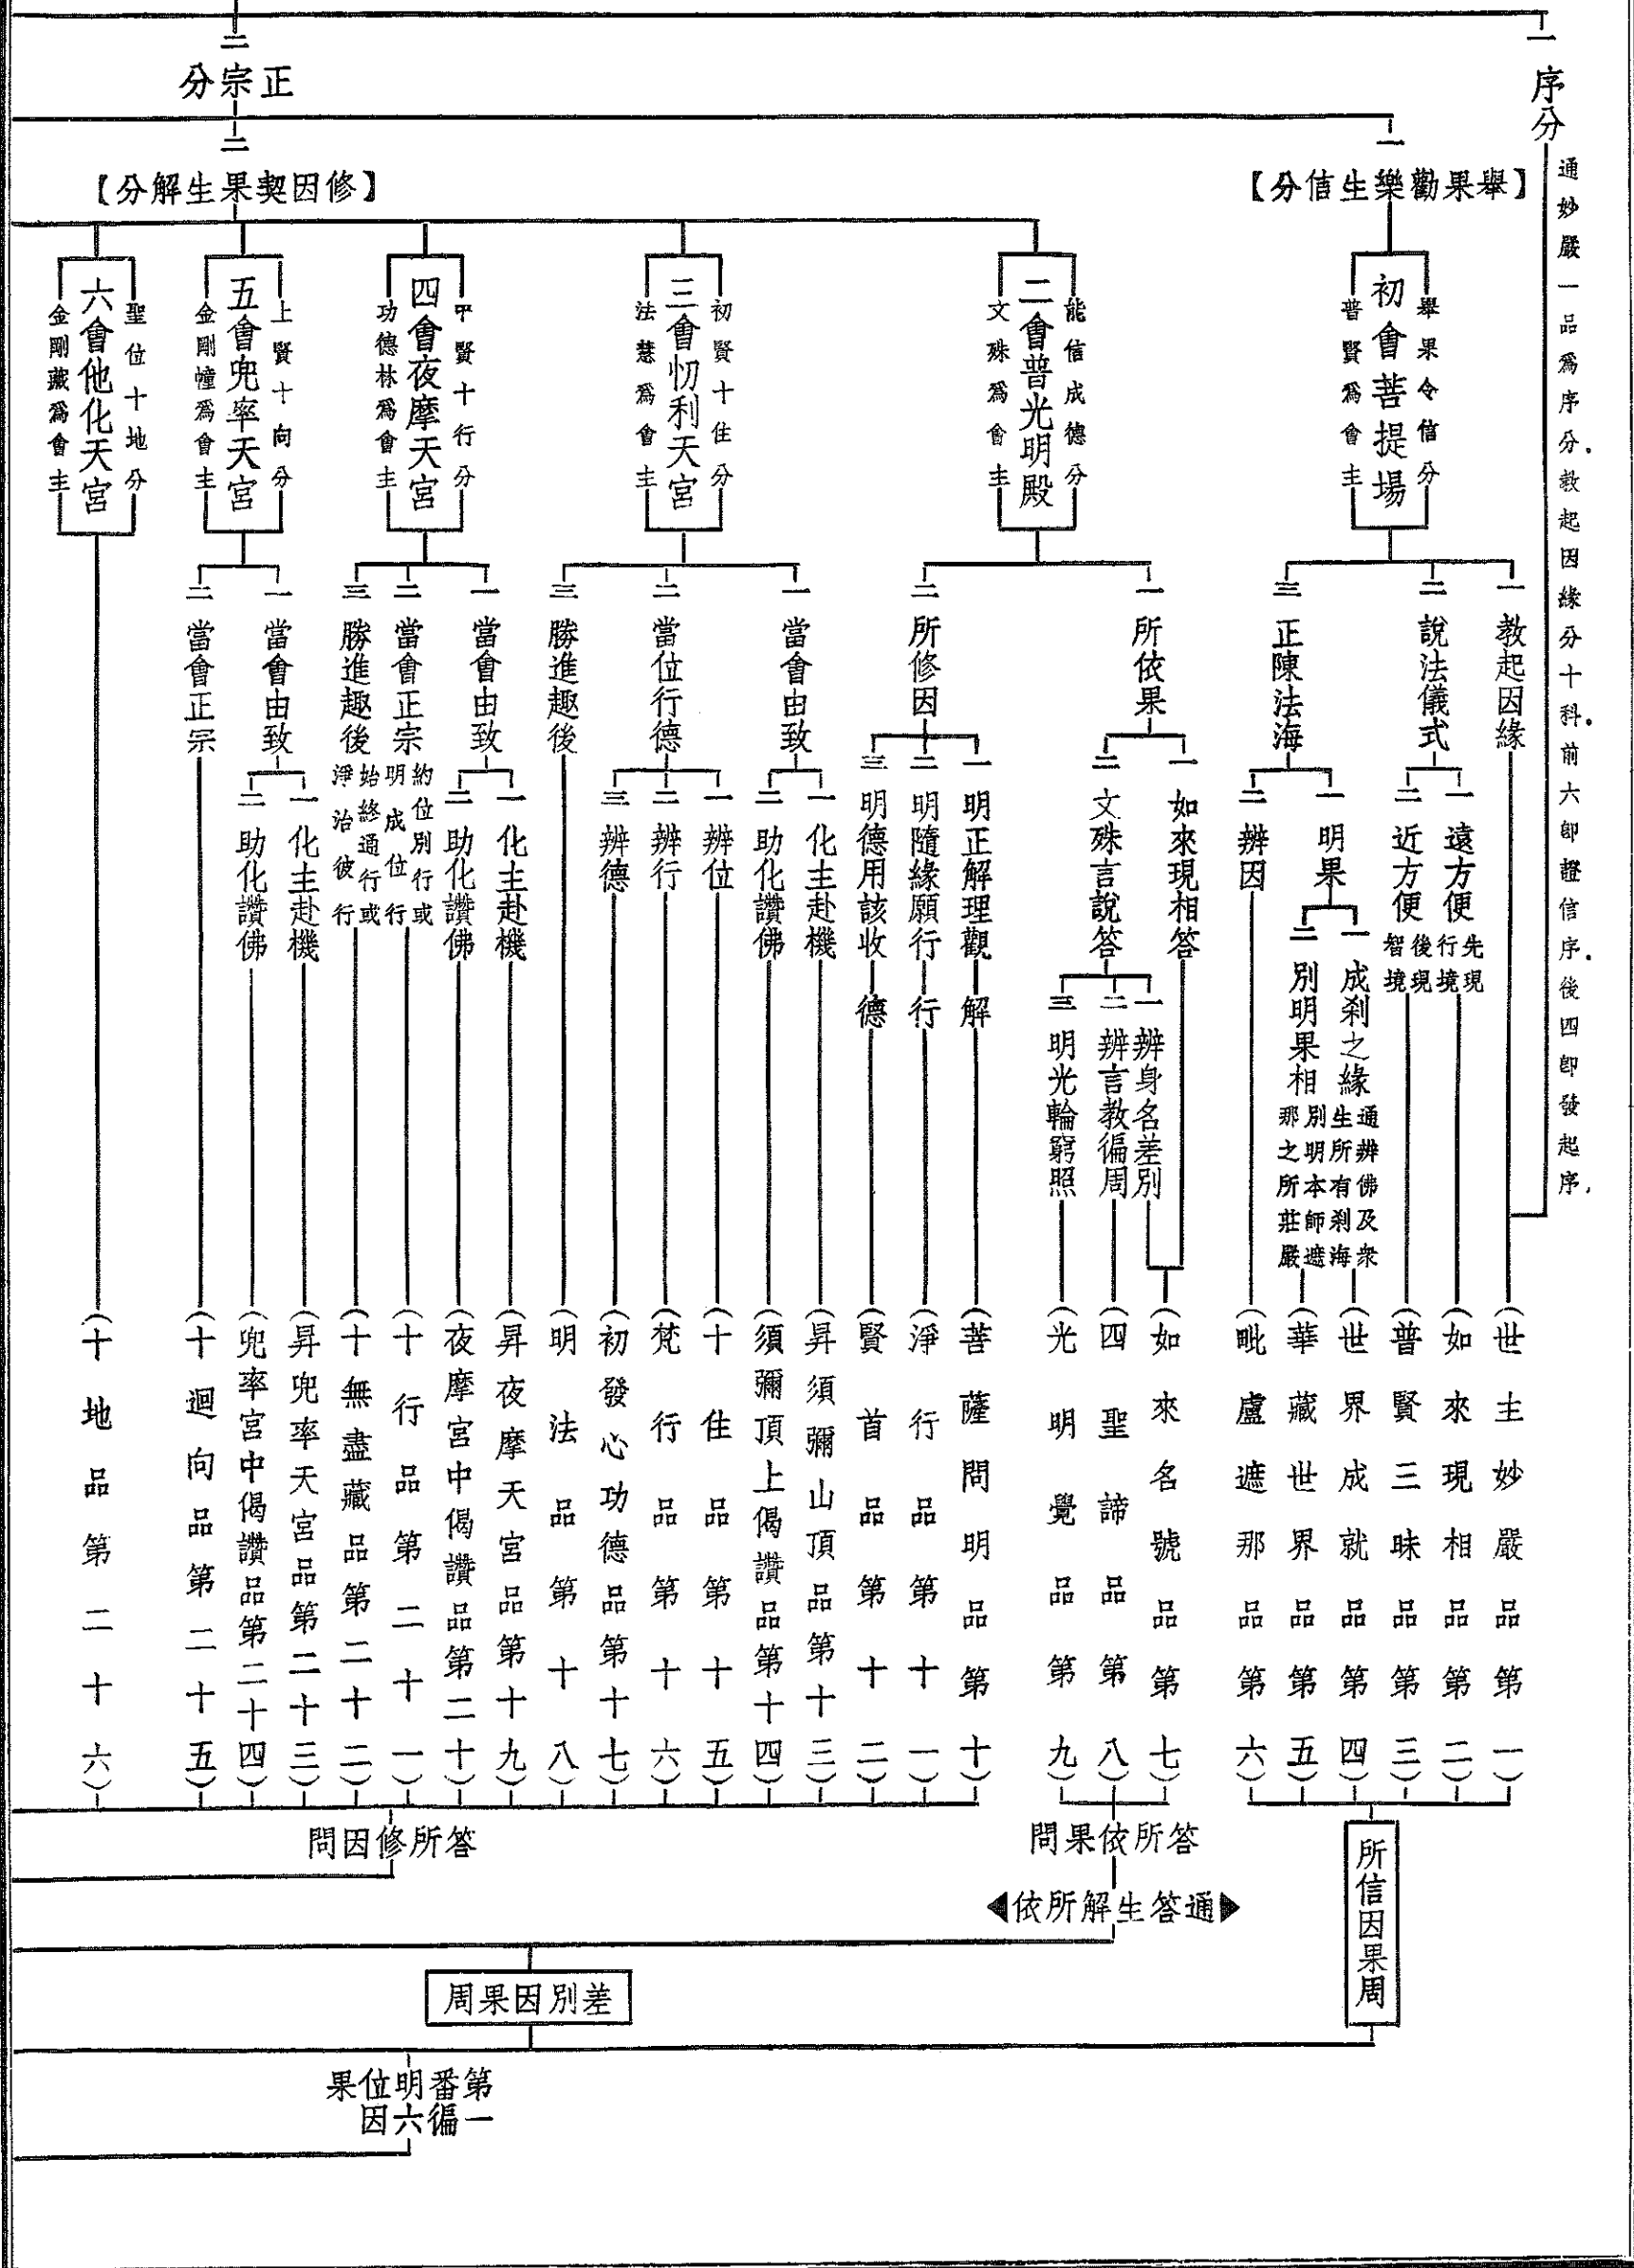 一 序分
通妙嚴一品為序分．教起因緣分十科．前六即證信序．後四即發起序．
二 正宗分
一
【舉果勸樂生信分】
舉果令信分
初會菩提場
普賢為會主
一 教起因緣
二 說法儀式
一 遠方便
先現行境
二 近方便
後現智境
三 正陳法海
一 明果
一 成剎之緣
通辨佛及衆生所有剎海
二 別明果相
別明本師遮那之所莊嚴
二 辨因
二
【修因契果生解分】
能信成德分
二會普光明殿
文殊為會主
一 所依果
一 如來現相答
二 文殊言說答
一 辨身名差別
二 辨言教徧周
三 明光輪窮照
二 所修因
一 明正解理觀 解
二 明隨緣願行 行
三 明德用該收 德
初賢十住分
三會忉利天宮
法慧為會主
一 當會由致
一 化主赴機
二 助化讚佛
二 當位行德
一 辨位
二 辨行
三 辨德
三 勝進趣後
中賢十行分
四會夜摩天宮
功德林為會主
一 當會由致
一 化主赴機
二 助化讚佛
二 當會正宗
約位別行或明成位行
三 勝進趣後
始終通行或淨治彼行
上賢十向分
五會兜率天宮
金剛幢為會主
一 當會由致
一 化主赴機
二 助化讚佛
二 當會正宗
聖位十地分
六會他化天宮
金剛藏為會主
（世主妙嚴品第一）
（如來現相品第二）
（普賢三昧品第三）
（世界成就品第四）
（華藏世界品第五）
（毗盧遮那品第六）
（如來名號品第七）
（四聖諦品第八）
（光明覺品第九）
（菩薩問明品第十）
（淨行品第十一）
（賢首品第十二）
（昇須彌山頂品第十三）
（須彌頂上偈讚品第十四）
（十住品第十五）
（梵行品第十六）
（初發心功德品第十七）
（明法品第十八）
（昇夜摩天宮品第十九）
（夜摩宮中偈讚品第二十）
（十行品第二十一）
（十無盡藏品第二十二）
（昇兜率天宮品第二十三）
（兜率宮中偈讚品第二十四）
（十迴向品第二十五）
（十地品第二十六）
所信因果周
答所依果問
答所修因問
◀通答生解所依▶
差別因果周
第一番徧明六位因果